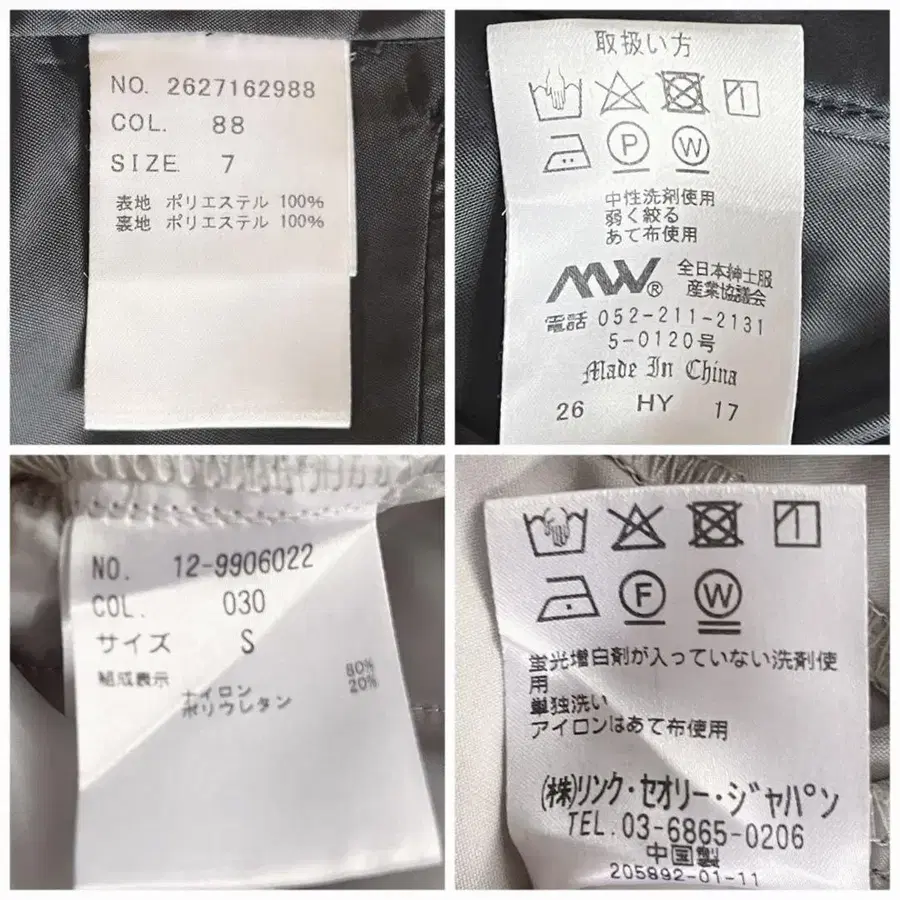 NO. 2627162988
COL. 88
SIZE 7
表地 ポリエステル 100%
裏地 ポリエステル 100%
取扱い方
P W
中性洗剤使用
弱く絞る
あて布使用
MW® 全日本紳士服
産業協議会
電話 052-211-2131
5-0120号
Made In China
26 HY 17
NO. 12-9906022
COL. 030
サイズ S
組成表示
ナイロン 80%
ポリウレタン 20%
F W
蛍光増白剤が入っていない洗剤使
用
単独洗い
アイロンはあて布使用
(株)リンク・セオリー・ジャパン
TEL.03-6865-0206
中国製
205892-01-11